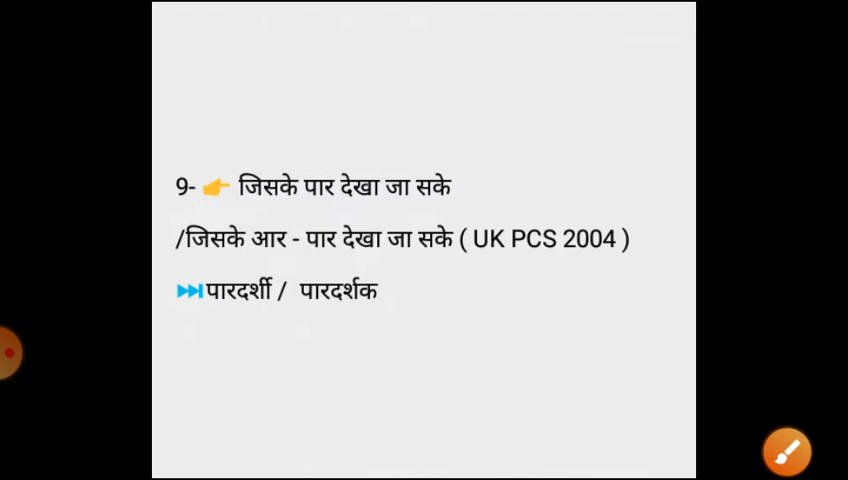 9- 👉 जिसके पार देखा जा सके
/जिसके आर - पार देखा जा सके ( UK PCS 2004 )
⏭पारदर्शी / पारदर्शक